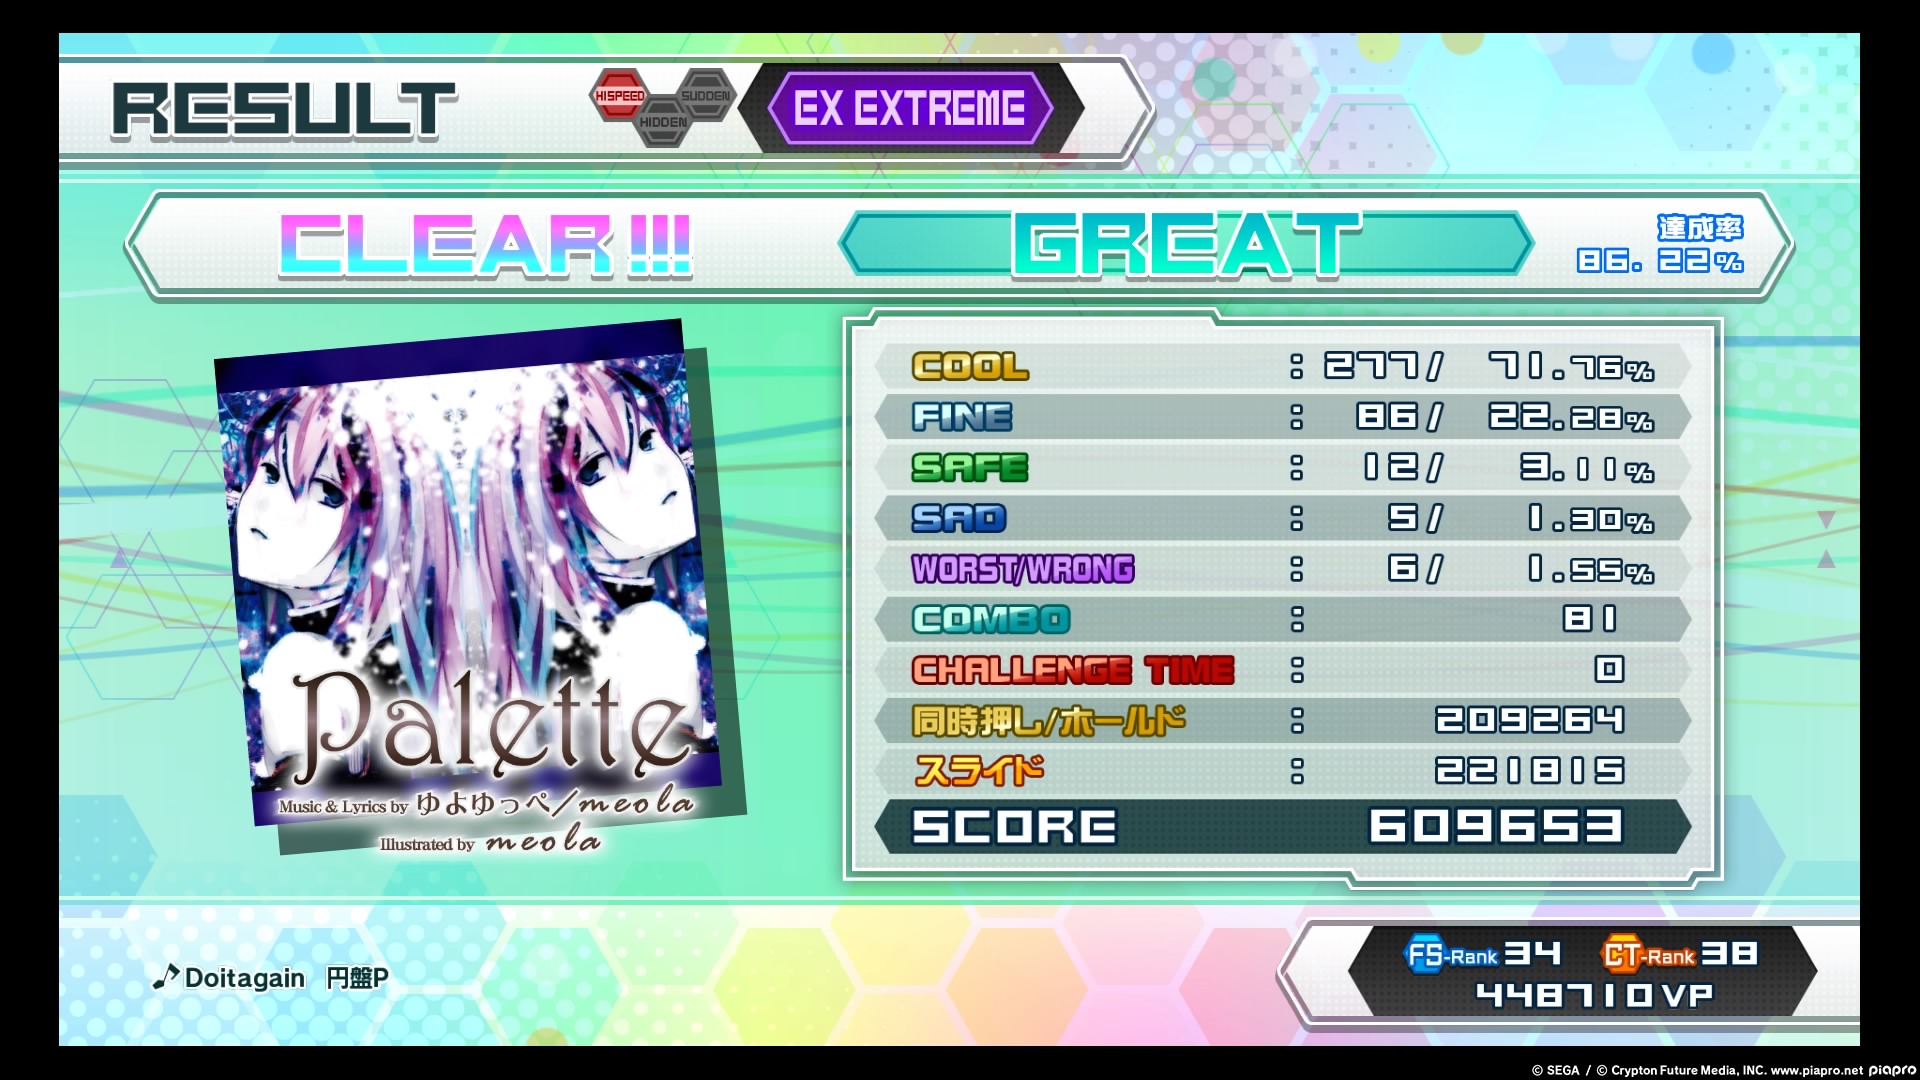 RESULT
HISPEED
HIDDEN
SUDDEN
EX EXTREME
CLEAR!!!
GREAT
達成率
86.22%
COOL : 277/ 71.76%
FINE : 86/ 22.28%
SAFE : 12/ 3.11%
SAD : 5/ 1.30%
WORST/WRONG : 6/ 1.55%
COMBO : 81
CHALLENGE TIME : 0
同時押し/ホールド : 209264
スライド : 221815
SCORE 609653
Palette
Music & Lyrics by ゆよゆっぺ/meola
Illustrated by meola
♪Doitagain 円盤P
FS-Rank 34 CT-Rank 38
448710VP
© SEGA / © Crypton Future Media, INC. www.piapro.net piapro